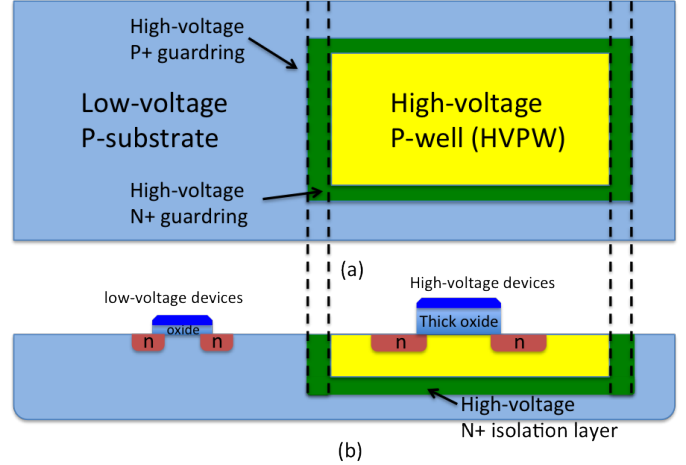 High-voltage
P+ guardring
Low-voltage
P-substrate
High-voltage
P-well (HVPW)
High-voltage
N+ guardring
(a)
low-voltage devices
High-voltage devices
oxide
Thick oxide
n
n
n
n
High-voltage
N+ isolation layer
(b)